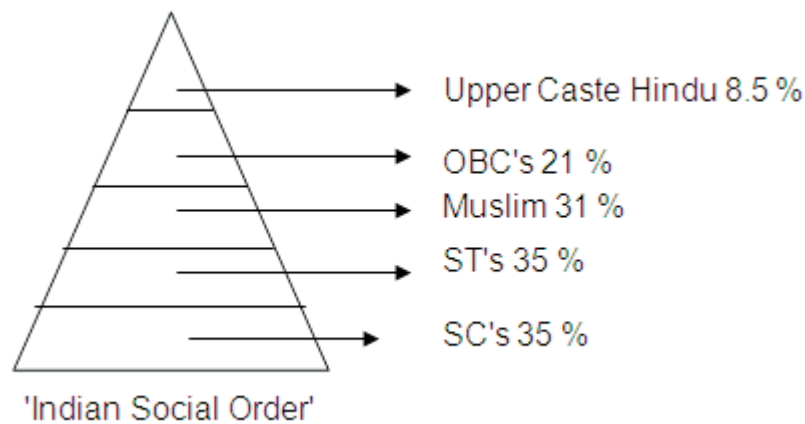 Upper Caste Hindu 8.5 %
OBC's 21 %
Muslim 31 %
ST's 35 %
SC's 35 %
'Indian Social Order'